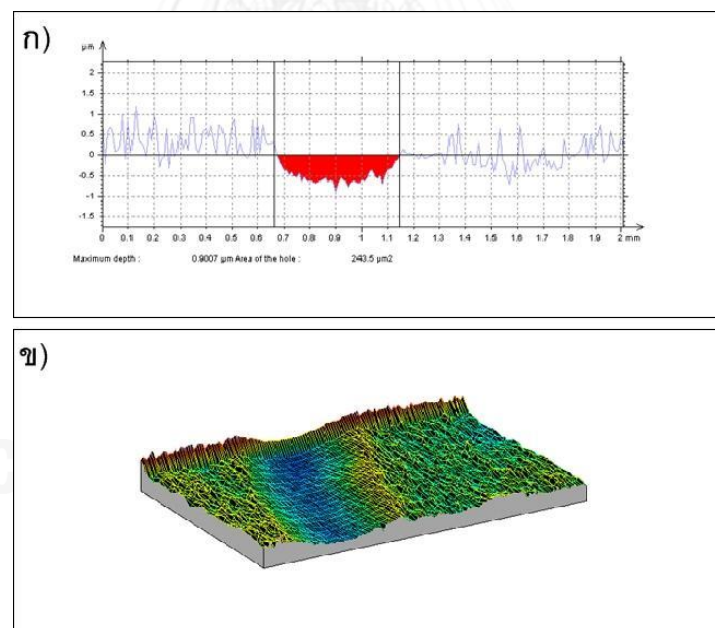 ก)
µm
2
1.5
1
0.5
0
-0.5
-1
-1.5
0 0.1 0.2 0.3 0.4 0.5 0.6 0.7 0.8 0.9 1 1.1 1.2 1.3 1.4 1.5 1.6 1.7 1.8 1.9 2 mm
Maximum depth : 0.9007 µm Area of the hole : 243.5 µm2
ข)